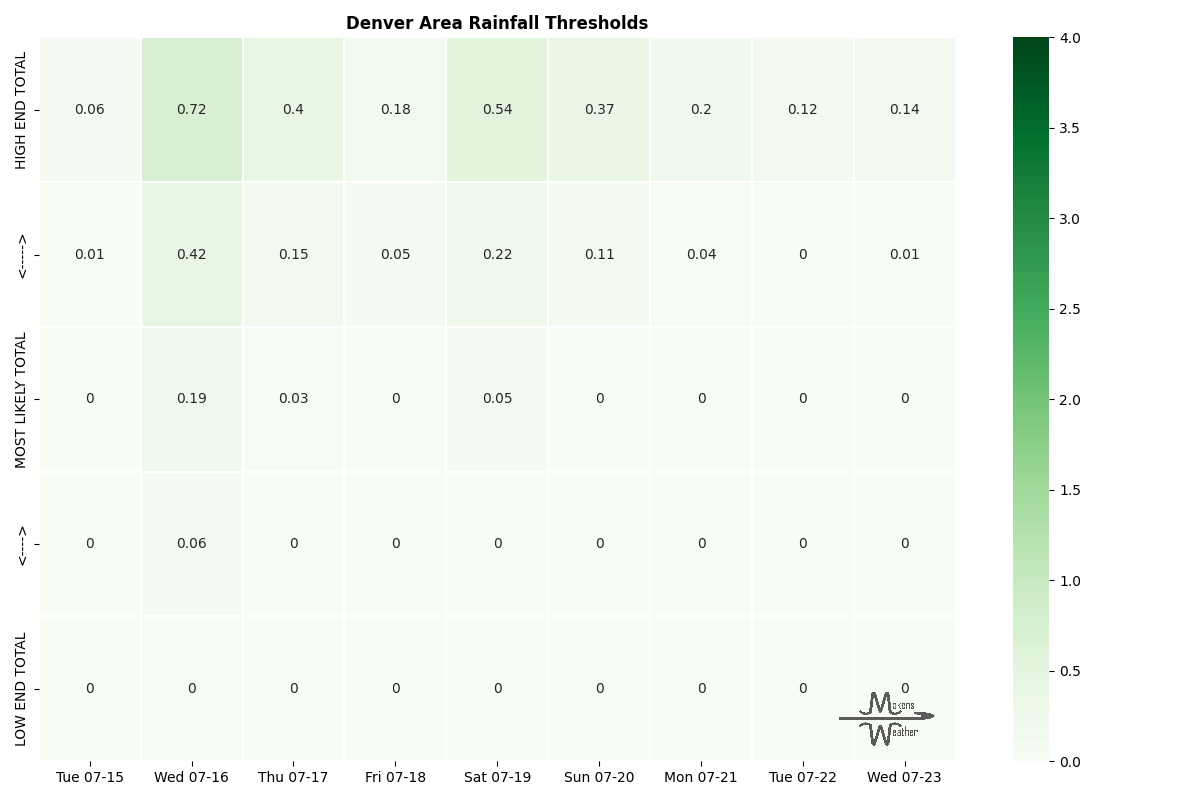 Denver Area Rainfall Thresholds
HIGH END TOTAL
0.06 0.72 0.4 0.18 0.54 0.37 0.2 0.12 0.14
<----->
0.01 0.42 0.15 0.05 0.22 0.11 0.04 0 0.01
MOST LIKELY TOTAL
0 0.19 0.03 0 0.05 0 0 0 0
<---->
0 0.06 0 0 0 0 0 0 0
LOW END TOTAL
0 0 0 0 0 0 0 0 0
Makens
Weather
Tue 07-15 Wed 07-16 Thu 07-17 Fri 07-18 Sat 07-19 Sun 07-20 Mon 07-21 Tue 07-22 Wed 07-23
4.0
3.5
3.0
2.5
2.0
1.5
1.0
0.5
0.0